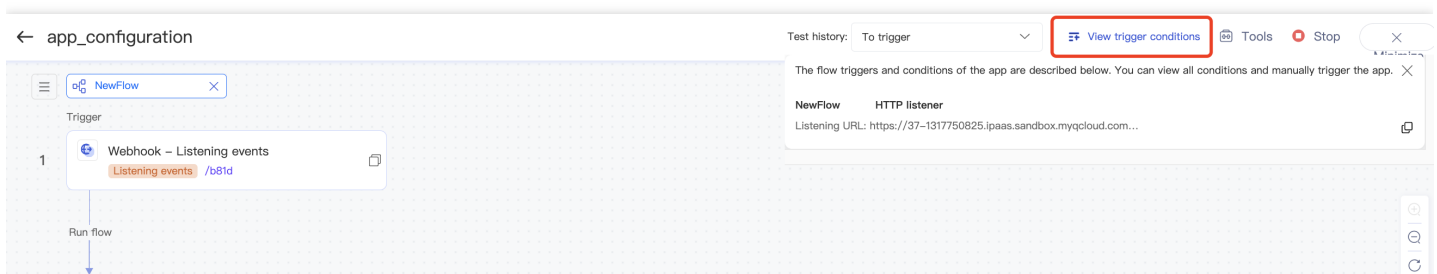 ← app_configuration
Test history: To trigger
View trigger conditions
Tools
Stop
The flow triggers and conditions of the app are described below. You can view all conditions and manually trigger the app.
NewFlow HTTP listener
Listening URL: https://37-1317750825.ipaas.sandbox.myqcloud.com...
NewFlow
Trigger
1
Webhook – Listening events
Listening events /b81d
Run flow